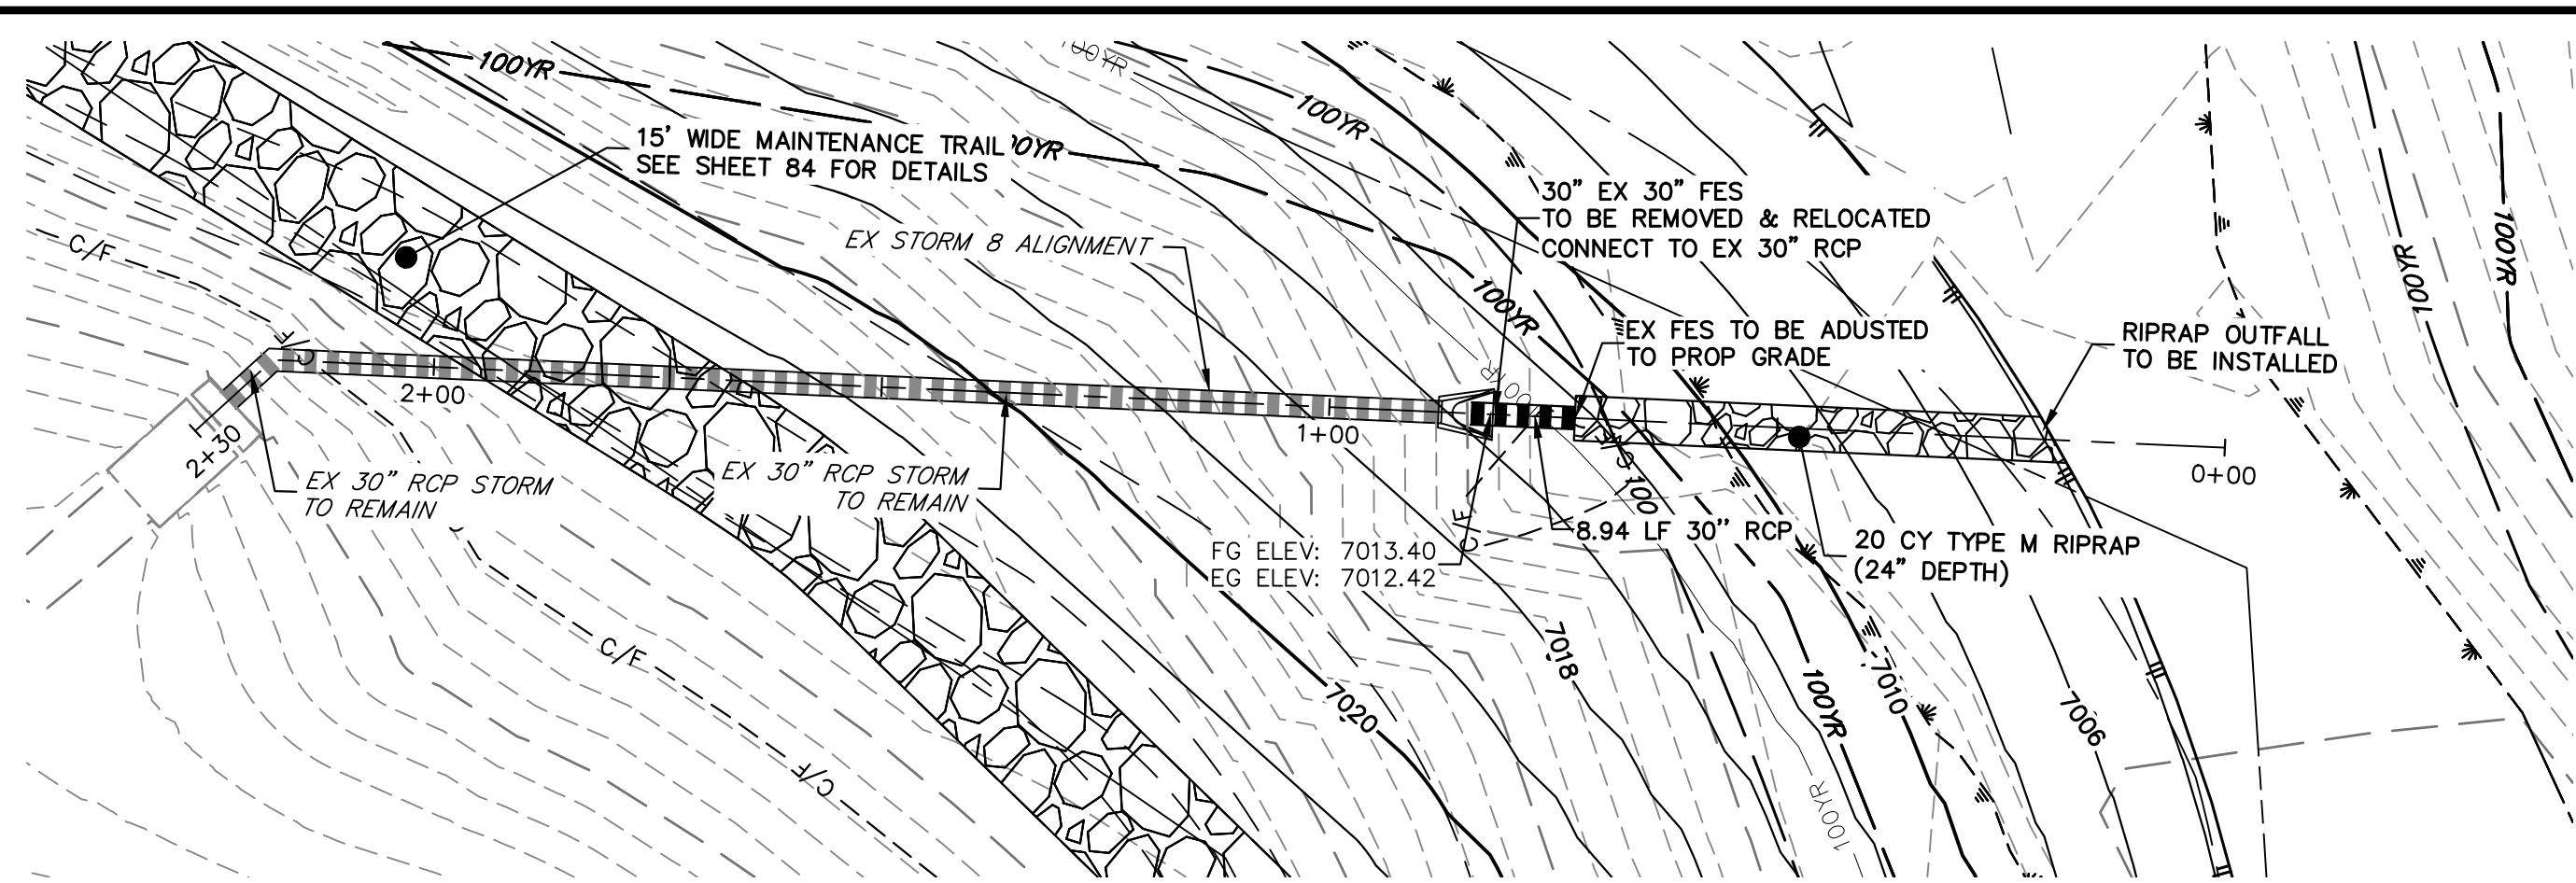 100YR
100YR
15' WIDE MAINTENANCE TRAIL
SEE SHEET 84 FOR DETAILS
0YR
100YR
30" EX 30" FES
TO BE REMOVED & RELOCATED
CONNECT TO EX 30" RCP
C/F
EX STORM 8 ALIGNMENT
100YR
100YR
100YR
EX FES TO BE ADUSTED
TO PROP GRADE
RIPRAP OUTFALL
TO BE INSTALLED
C/F
2+00
1+00
2+30
0+00
EX 30" RCP STORM
TO REMAIN
EX 30" RCP STORM
TO REMAIN
C/F
100
FG ELEV: 7013.40
EG ELEV: 7012.42
8.94 LF 30" RCP
20 CY TYPE M RIPRAP
(24" DEPTH)
C/F
C/F
7018
7020
100YR
7010
7006
100YR